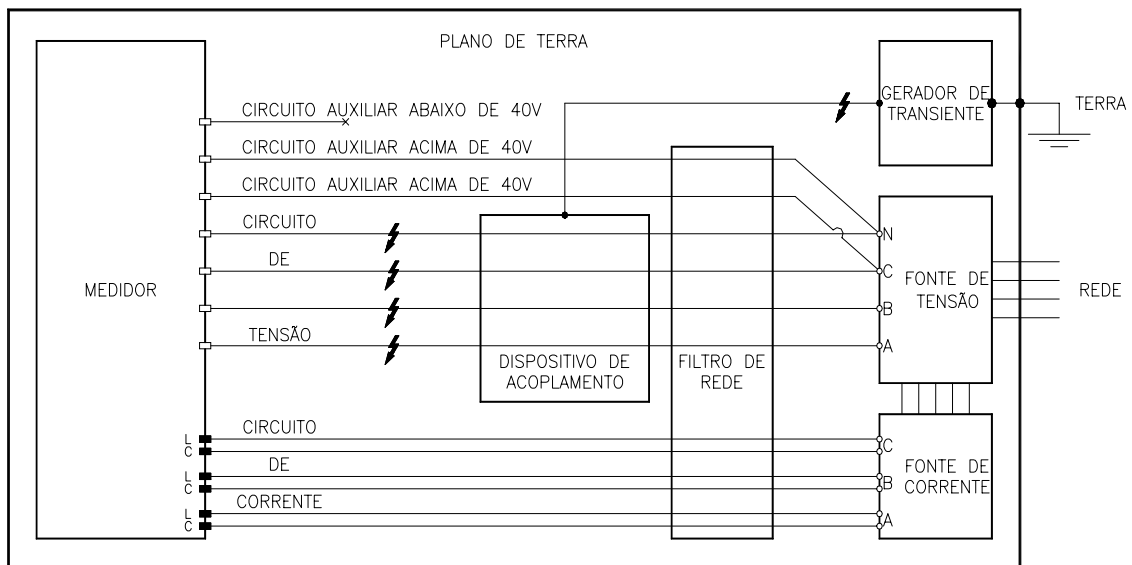 PLANO DE TERRA
CIRCUITO AUXILIAR ABAIXO DE 40V
GERADOR DE
TRANSIENTE
TERRA
CIRCUITO AUXILIAR ACIMA DE 40V
CIRCUITO AUXILIAR ACIMA DE 40V
CIRCUITO
N
DE
C
FONTE DE
TENSÃO
REDE
MEDIDOR
B
TENSÃO
A
DISPOSITIVO DE
ACOPLAMENTO
FILTRO DE
REDE
CIRCUITO
L
C
C
DE
L
C
B
FONTE DE
CORRENTE
CORRENTE
L
C
A